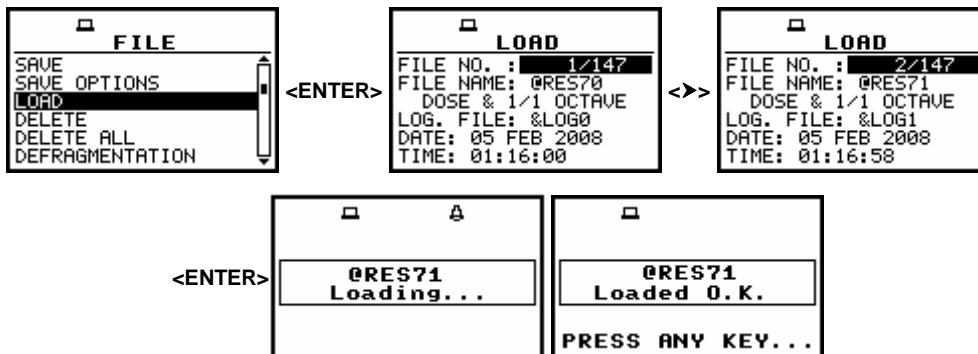 FILE
SAVE
SAVE OPTIONS
LOAD
DELETE
DELETE ALL
DEFRAGMENTATION
<ENTER>
LOAD
FILE NO. : 1/147
FILE NAME: @RES70
DOSE & 1/1 OCTAVE
LOG. FILE: &LOG0
DATE: 05 FEB 2008
TIME: 01:16:00
<➤>
LOAD
FILE NO. : 2/147
FILE NAME: @RES71
DOSE & 1/1 OCTAVE
LOG. FILE: &LOG1
DATE: 05 FEB 2008
TIME: 01:16:58
<ENTER>
@RES71
Loading...
@RES71
Loaded O.K.
PRESS ANY KEY...